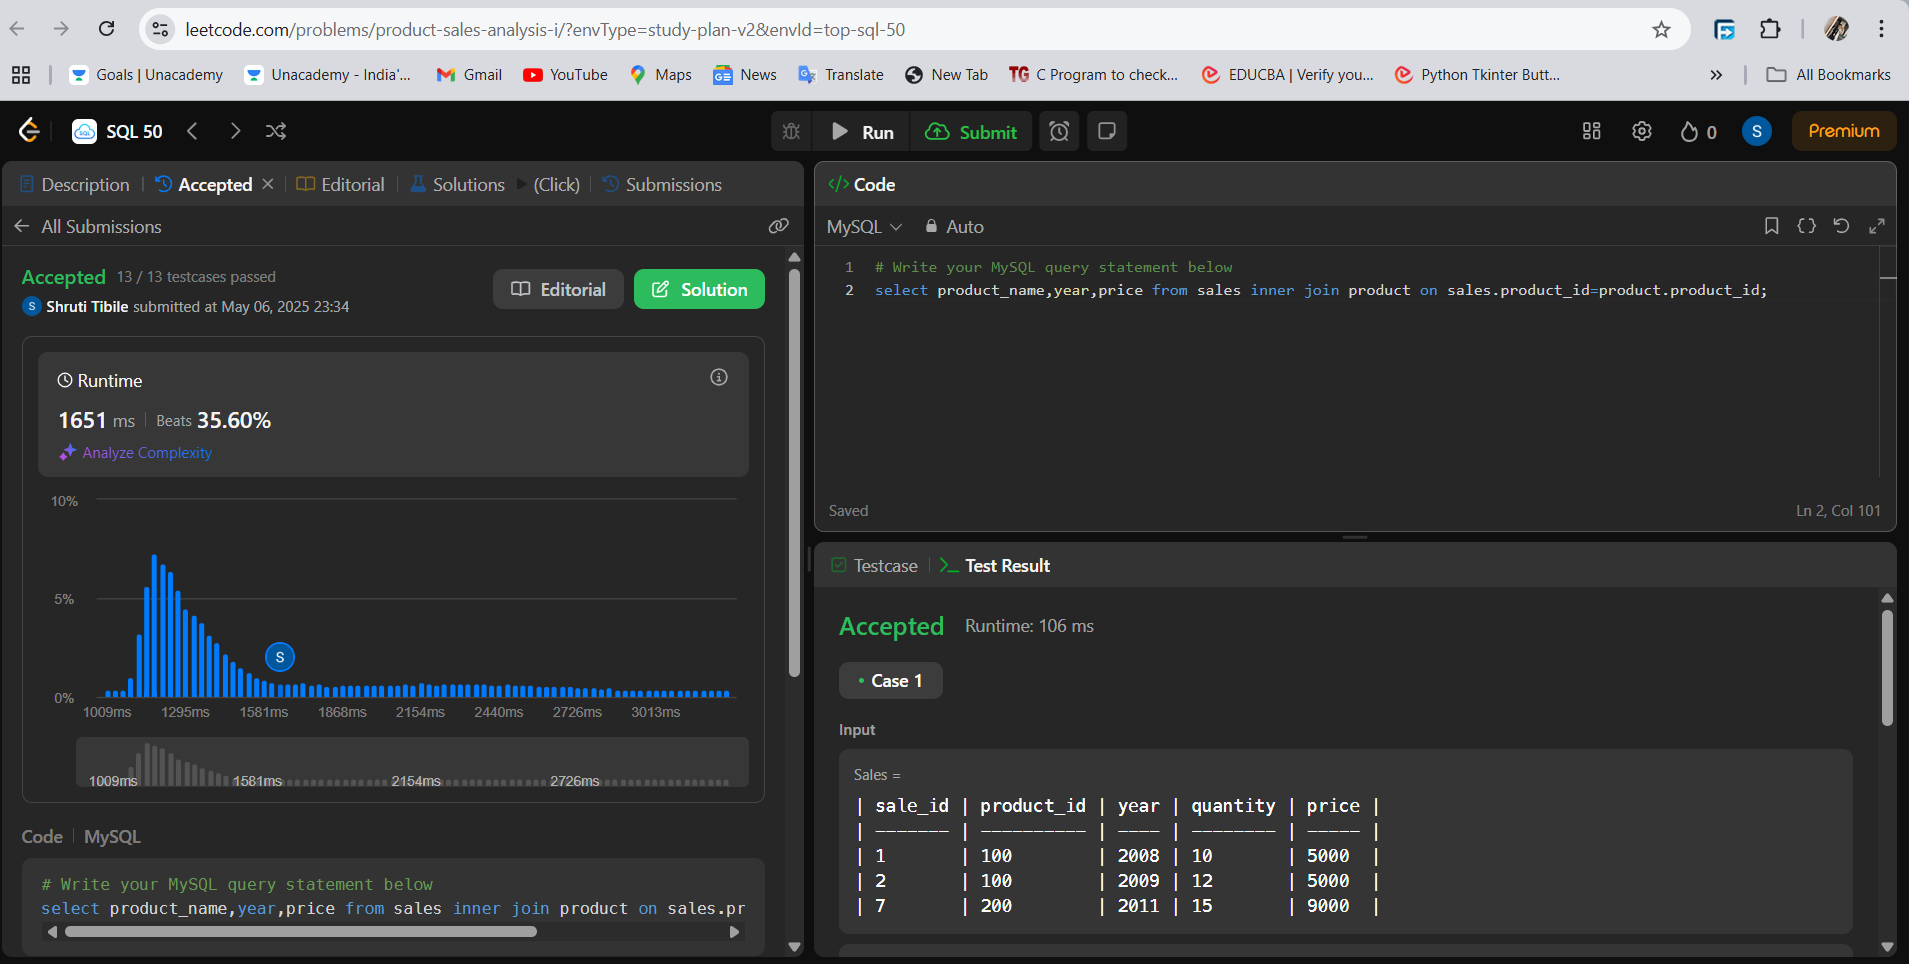 leetcode.com/problems/product-sales-analysis-i/?envType=study-plan-v2&envId=top-sql-50
Goals | Unacademy
Unacademy - India'...
Gmail
YouTube
Maps
News
Translate
New Tab
TG C Program to check...
EDUCBA | Verify you...
Python Tkinter Butt...
»
All Bookmarks
SQL 50
Run
Submit
0
S
Premium
Description
Accepted
Editorial
Solutions
(Click)
Submissions
All Submissions
Accepted 13 / 13 testcases passed
S Shruti Tibile submitted at May 06, 2025 23:34
Editorial
Solution
Runtime
1651 ms Beats 35.60%
Analyze Complexity
10%
5%
0%
S
1009ms 1295ms 1581ms 1868ms 2154ms 2440ms 2726ms 3013ms
1009ms 1581ms 2154ms 2726ms
Code | MySQL
# Write your MySQL query statement below
select product_name,year,price from sales inner join product on sales.pr
</> Code
MySQL
Auto
1 # Write your MySQL query statement below
2 select product_name,year,price from sales inner join product on sales.product_id=product.product_id;
Saved
Ln 2, Col 101
Testcase
Test Result
Accepted Runtime: 106 ms
• Case 1
Input
Sales =
| sale_id | product_id | year | quantity | price |
| ------- | ---------- | ---- | -------- | ----- |
| 1 | 100 | 2008 | 10 | 5000 |
| 2 | 100 | 2009 | 12 | 5000 |
| 7 | 200 | 2011 | 15 | 9000 |